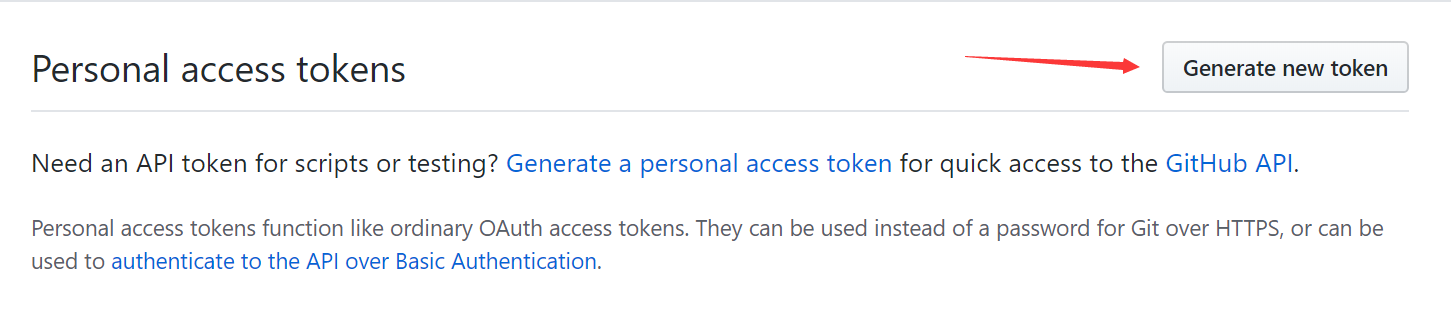 Personal access tokens
Generate new token
Need an API token for scripts or testing? Generate a personal access token for quick access to the GitHub API.
Personal access tokens function like ordinary OAuth access tokens. They can be used instead of a password for Git over HTTPS, or can be
used to authenticate to the API over Basic Authentication.